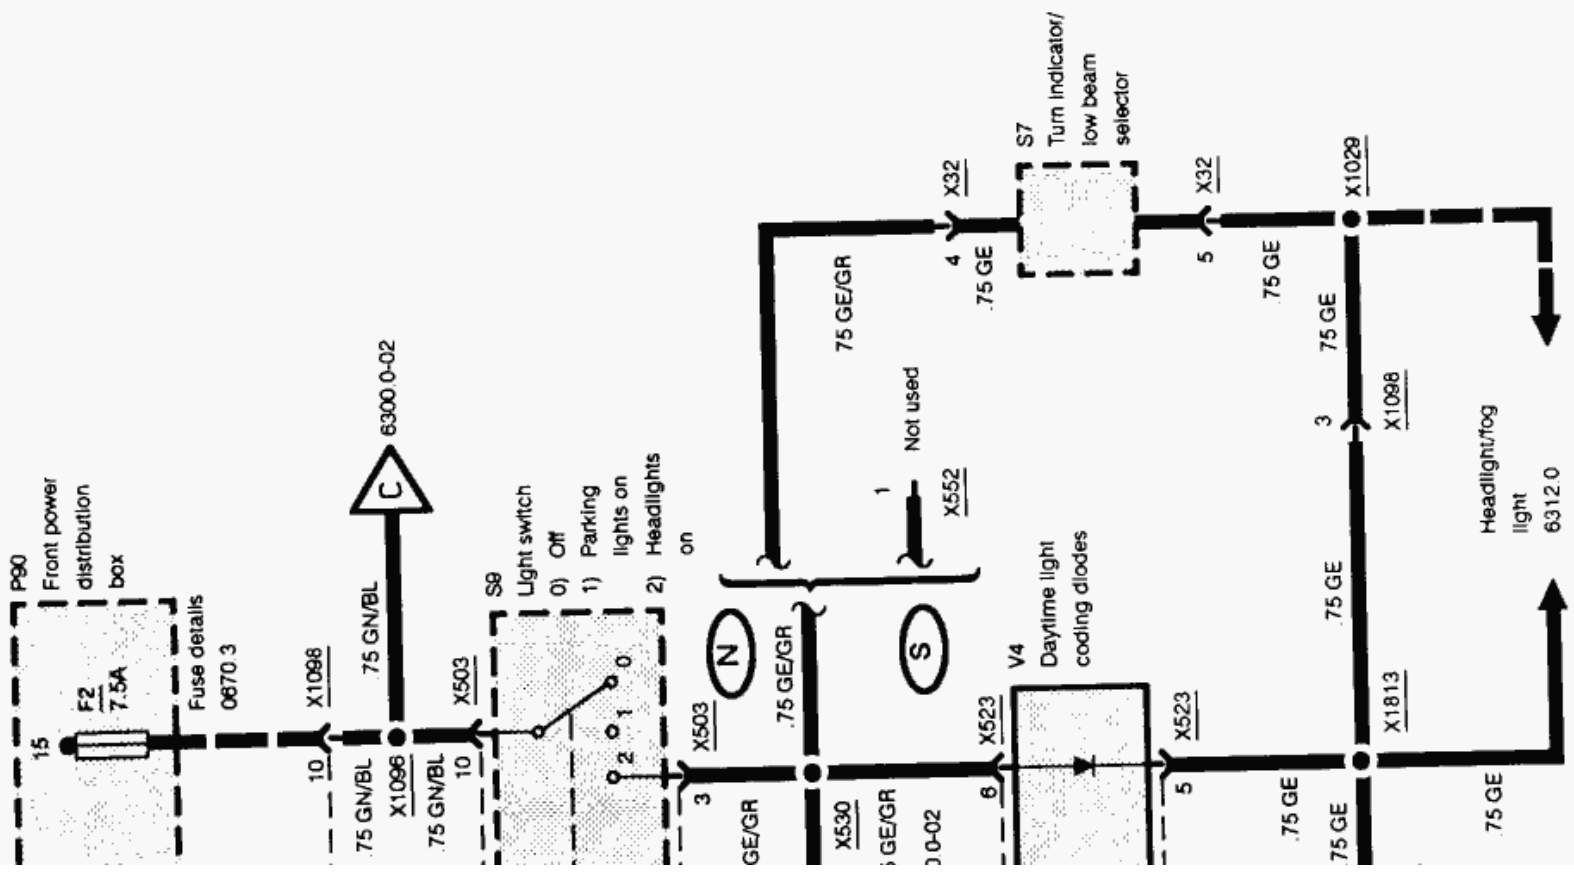 P90
Front power
distribution
box
15
F2
7.5A
Fuse details
0670.3
10
X1098
.75 GN/BL
X1096
.75 GN/BL
75 GN/BL
C
6300.0-02
10
X503
S9
Light switch
0) Off
1) Parking
lights on
2) Headlights
on
0
1
2
3
X503
GE/GR
.75 GE/GR
X530
GE/GR
0.0-02
N
S
75 GE/GR
1
Not used
X552
4
X32
.75 GE
S7
Turn indicator/
low beam
selector
5
X32
.75 GE
X1029
75 GE
3
X1098
75 GE
X1813
6
X523
V4
Daytime light
coding diodes
5
X523
.75 GE
75 GE
.75 GE
Headlight/fog
light
6312.0